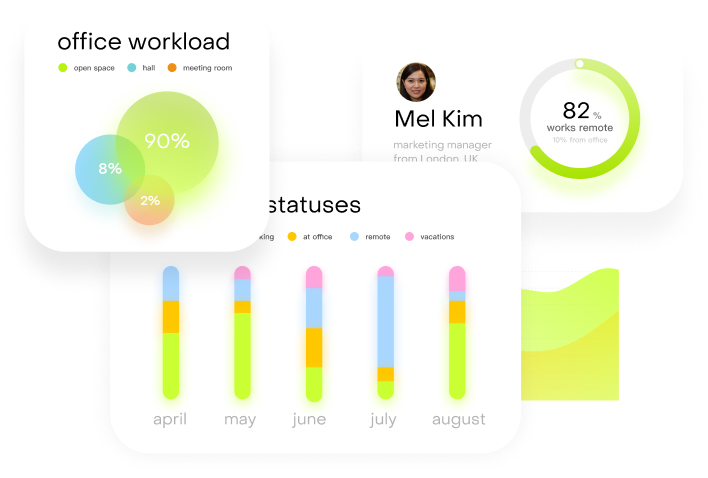 office workload
open space hall meeting room
90%
8%
2%
Mel Kim
marketing manager
from London, UK
82 %
works remote
10% from office
statuses
at office remote vacations
april may june july august